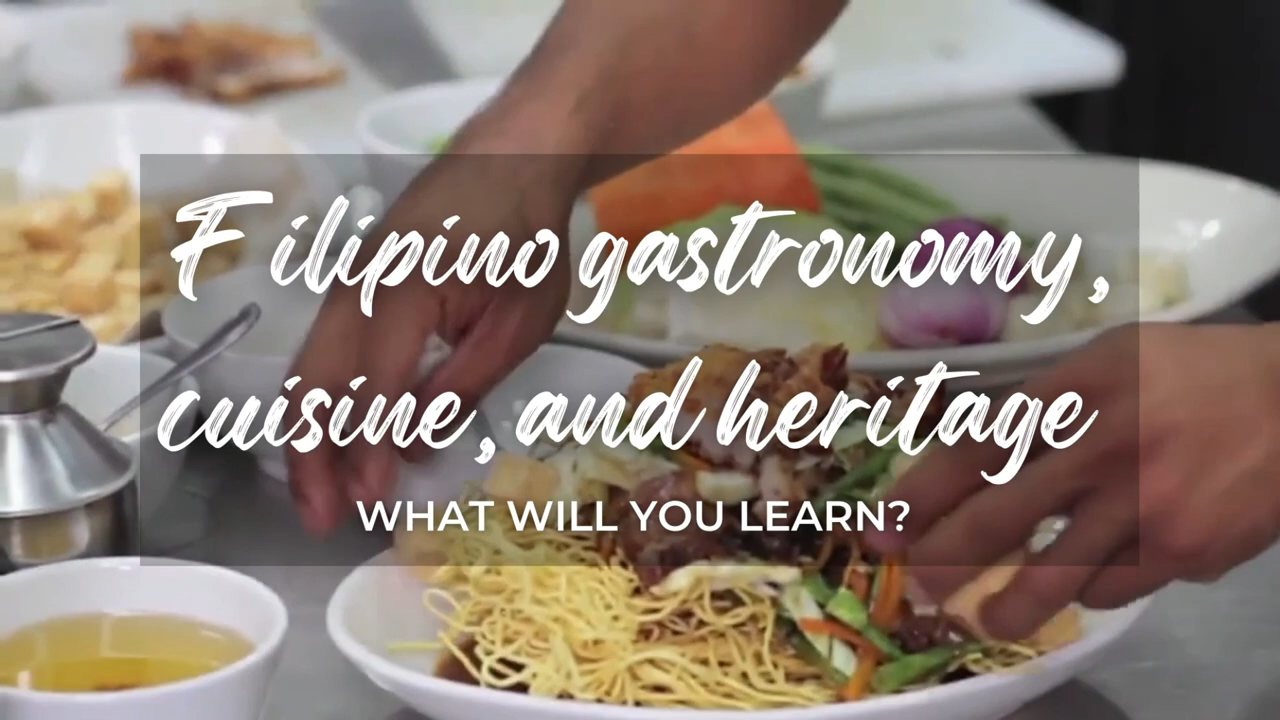 Filipino gastronomy,
cuisine, and heritage
WHAT WILL YOU LEARN?